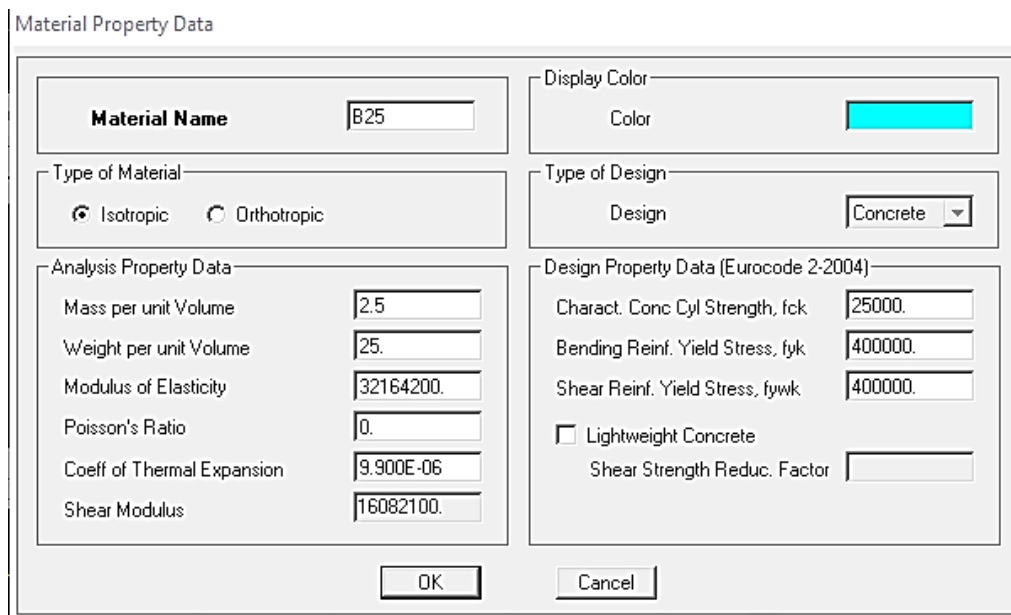 Material Property Data
Material Name B25
Display Color
Color
Type of Material
Isotropic Orthotropic
Type of Design
Design Concrete
Analysis Property Data
Mass per unit Volume 2.5
Weight per unit Volume 25.
Modulus of Elasticity 32164200.
Poisson's Ratio 0.
Coeff of Thermal Expansion 9.900E-06
Shear Modulus 16082100.
Design Property Data (Eurocode 2-2004)
Charact. Conc Cyl Strength, fck 25000.
Bending Reinf. Yield Stress, fyk 400000.
Shear Reinf. Yield Stress, fywk 400000.
Lightweight Concrete
Shear Strength Reduc. Factor
OK Cancel